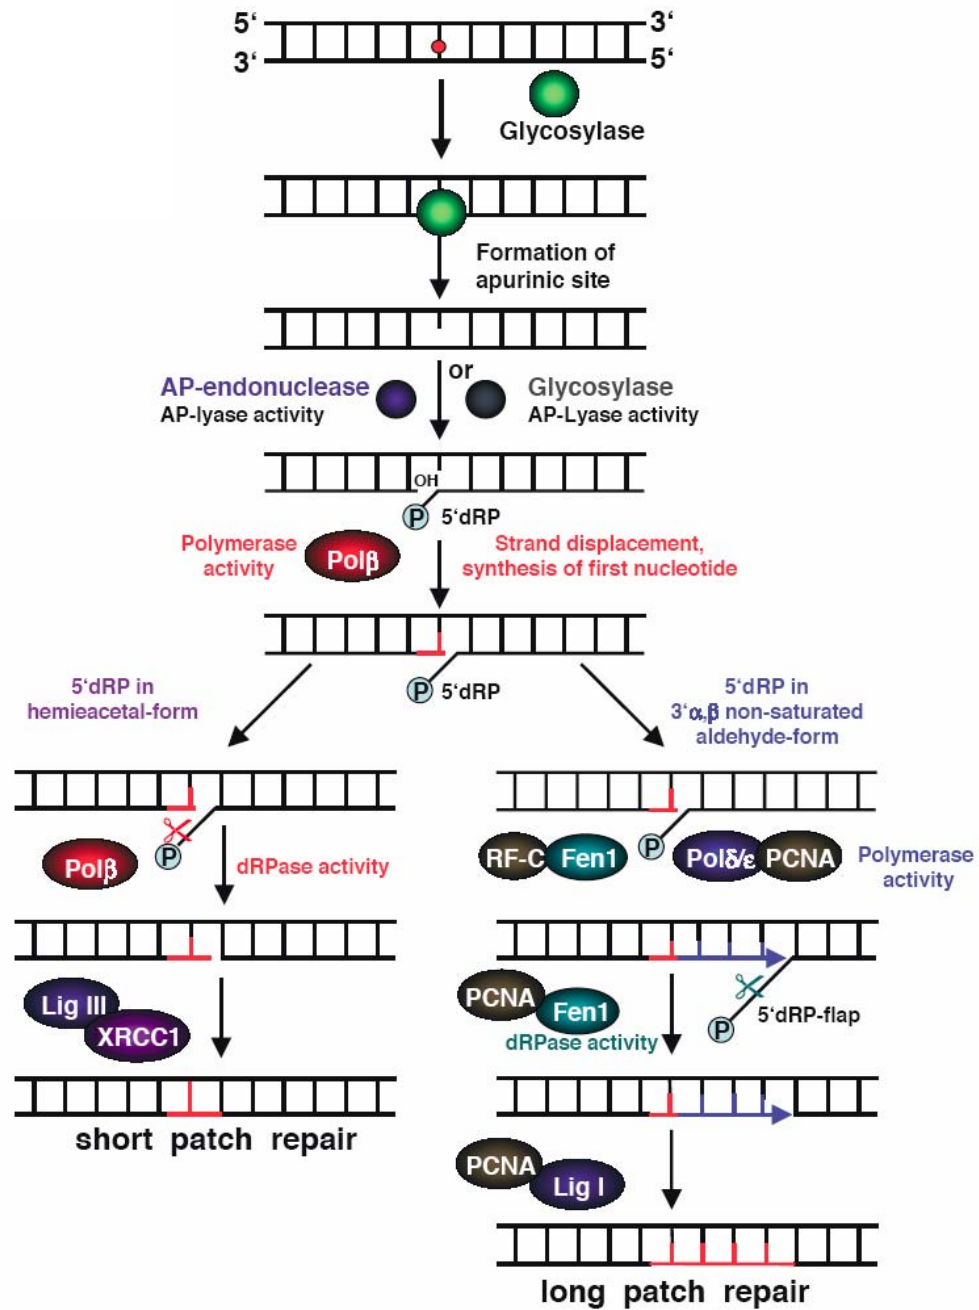 5‘ 3‘
3‘ 5‘
Glycosylase
Formation of
apurinic site
or
AP-endonuclease
AP-lyase activity
Glycosylase
AP-Lyase activity
OH
P 5‘dRP
Polymerase
activity
Polβ
Strand displacement,
synthesis of first nucleotide
P 5‘dRP
5‘dRP in
hemieacetal-form
5‘dRP in
3‘α,β non-saturated
aldehyde-form
P
Polβ
dRPase activity
Lig III
XRCC1
short patch repair
RF-C Fen1 P Polδ/ε PCNA
Polymerase
activity
PCNA
Fen1
dRPase activity
P
5‘dRP-flap
PCNA
Lig I
long patch repair